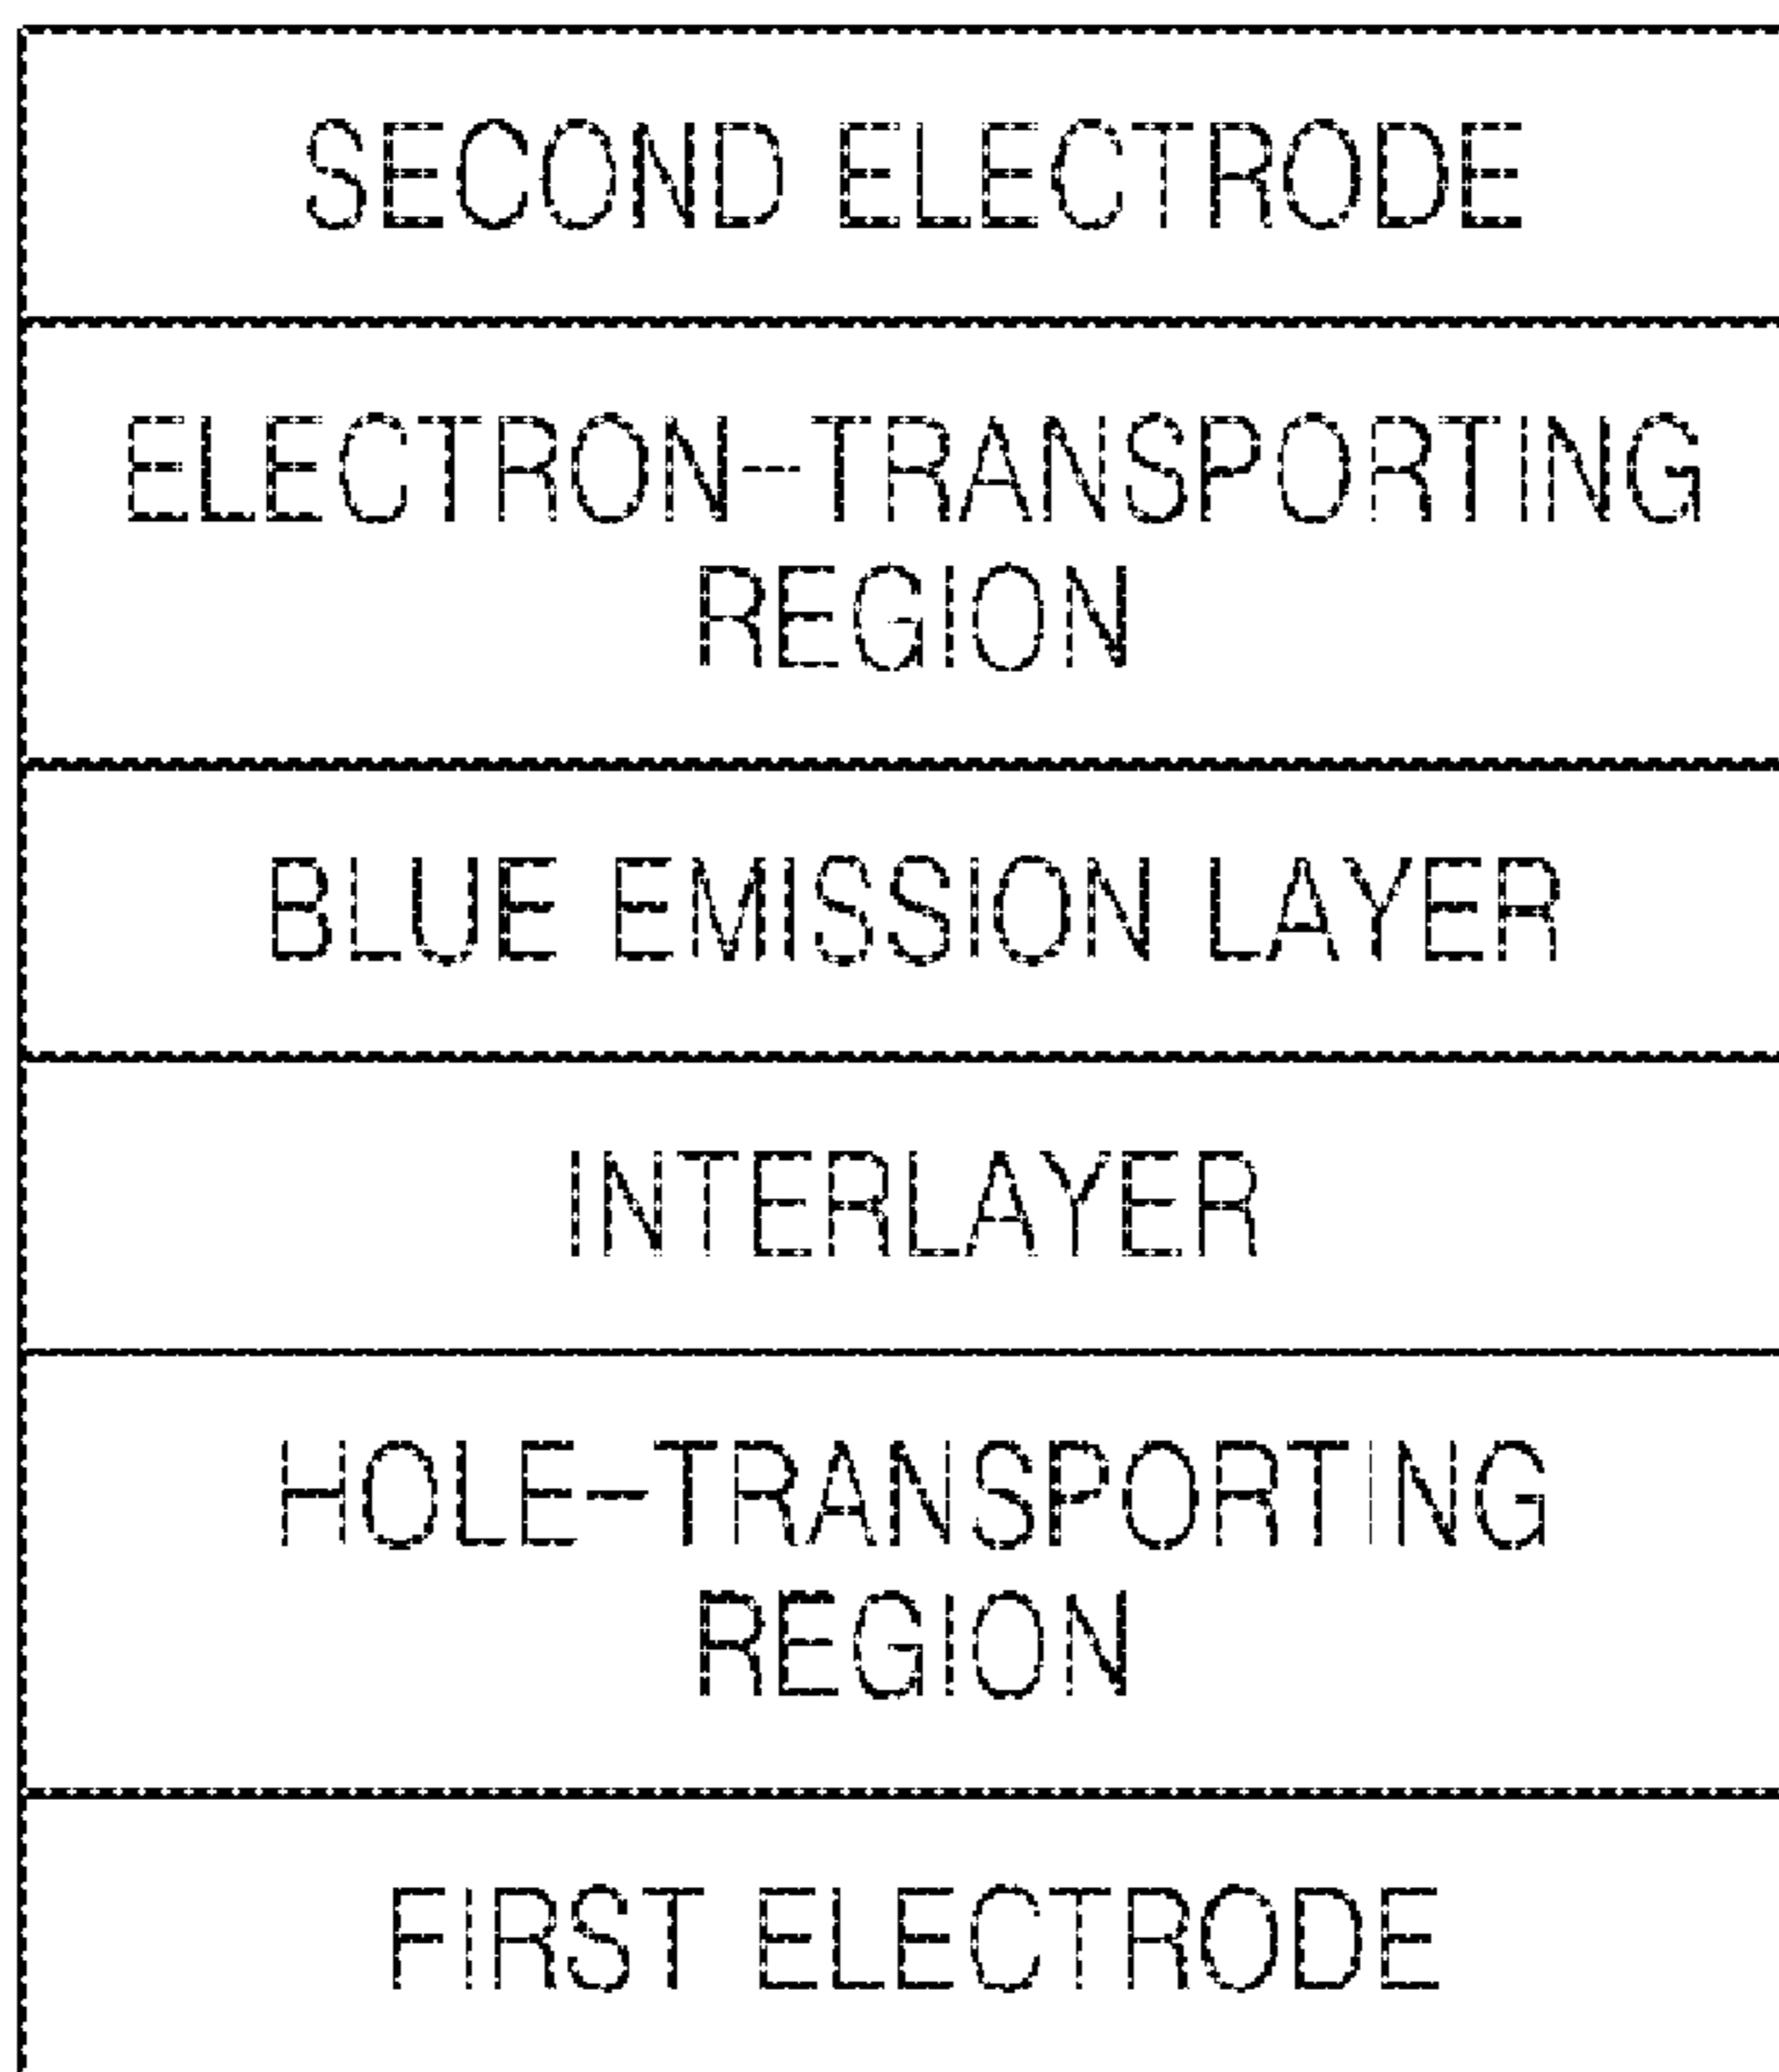 SECOND ELECTRODE
ELECTRON-TRANSPORTING
REGION
BLUE EMISSION LAYER
INTERLAYER
HOLE-TRANSPORTING
REGION
FIRST ELECTRODE